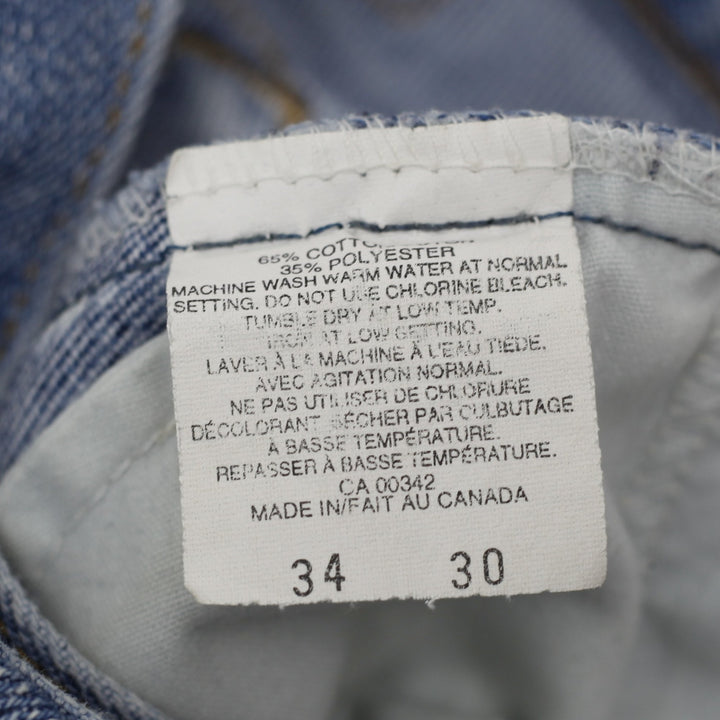 65% COTTON
35% POLYESTER
MACHINE WASH WARM WATER AT NORMAL
SETTING. DO NOT USE CHLORINE BLEACH.
TUMBLE DRY AT LOW TEMP.
IRON AT LOW SETTING.
LAVER À LA MACHINE À L'EAU TIÈDE.
AVEC AGITATION NORMAL.
NE PAS UTILISER DE CHLORURE
DÉCOLORANT. SÉCHER PAR CULBUTAGE
À BASSE TEMPÉRATURE.
REPASSER À BASSE TEMPÉRATURE.
CA 00342
MADE IN/FAIT AU CANADA
34 30